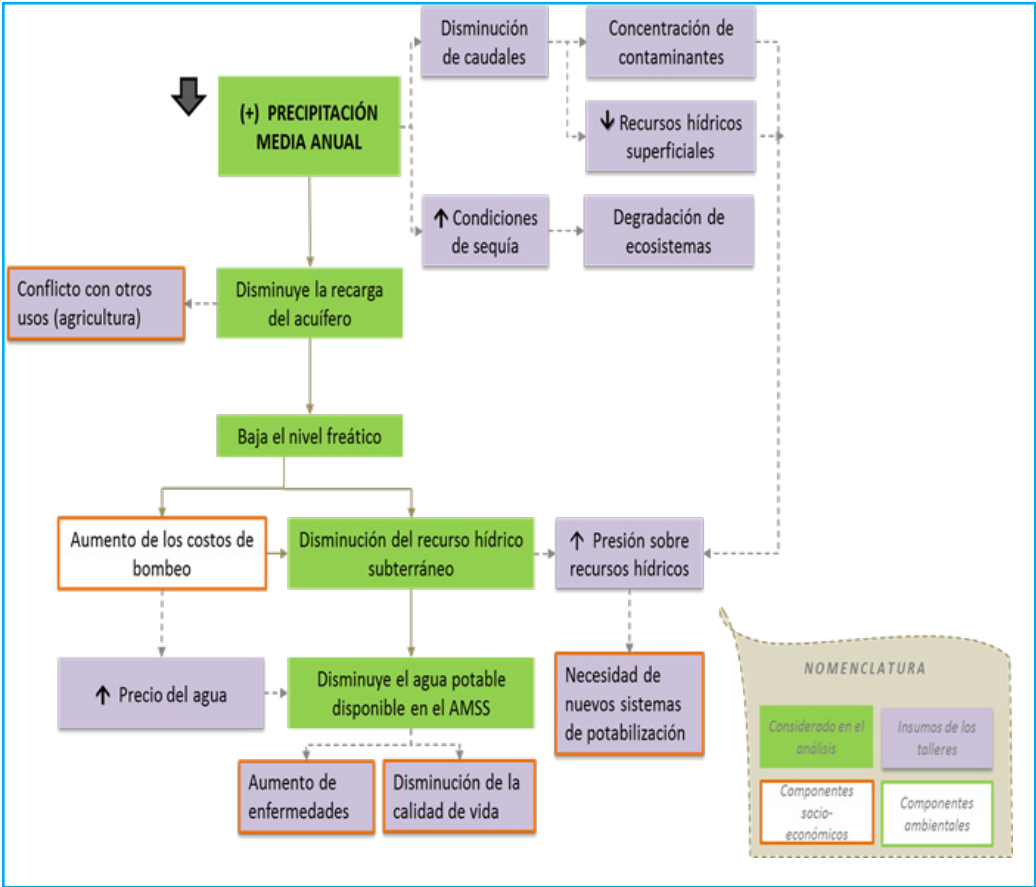 Disminución
de caudales
Concentración de
contaminantes
(+) PRECIPITACIÓN
MEDIA ANUAL
↓ Recursos hídricos
superficiales
↑ Condiciones
de sequía
Degradación de
ecosistemas
Conflicto con otros
usos (agricultura)
Disminuye la recarga
del acuífero
Baja el nivel freático
Aumento de los costos de
bombeo
Disminución del recurso hídrico
subterráneo
↑ Presión sobre
recursos hídricos
↑ Precio del agua
Disminuye el agua potable
disponible en el AMSS
Necesidad de
nuevos sistemas
de potabilización
Aumento de
enfermedades
Disminución de la
calidad de vida
NOMENCLATURA
Considerado en el
análisis
Insumos de los
talleres
Componentes
socio-
económicos
Componentes
ambientales